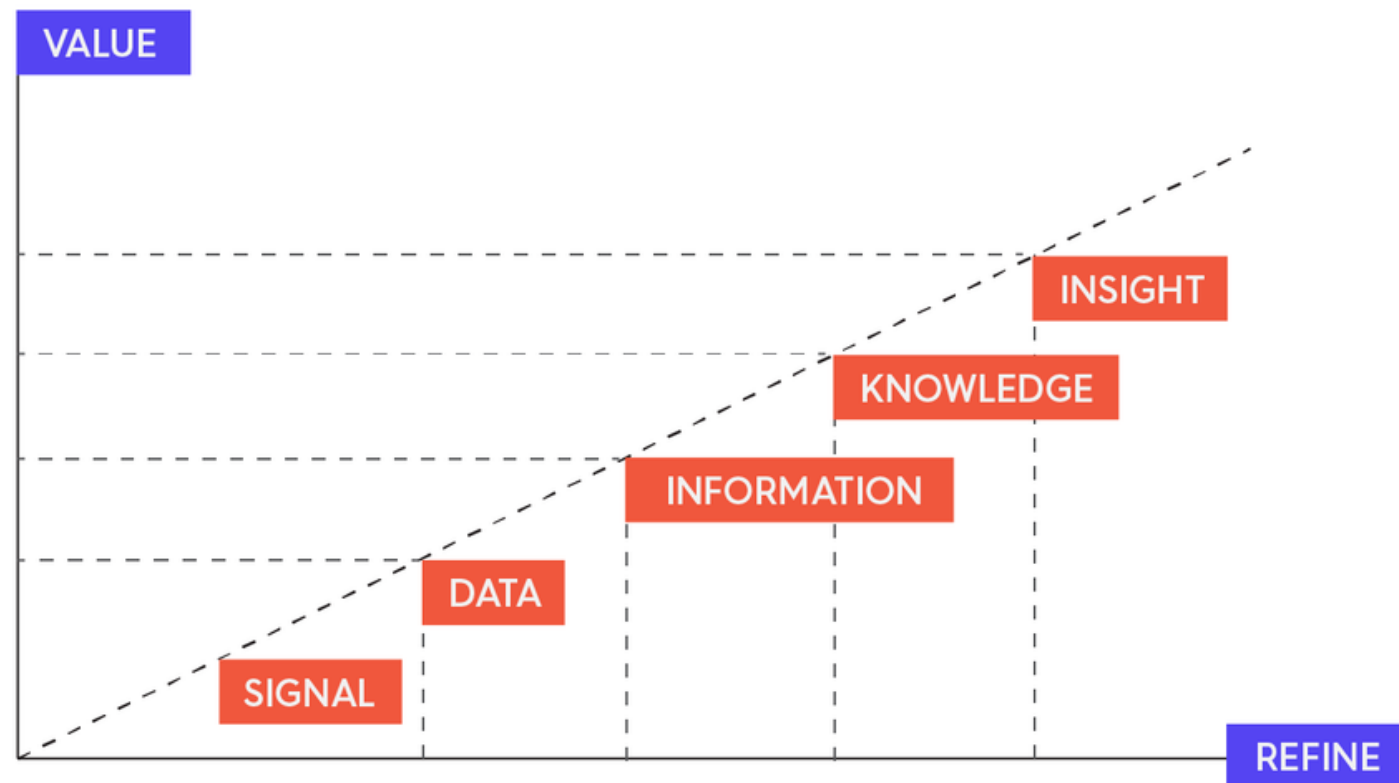 VALUE
INSIGHT
KNOWLEDGE
INFORMATION
DATA
SIGNAL
REFINE